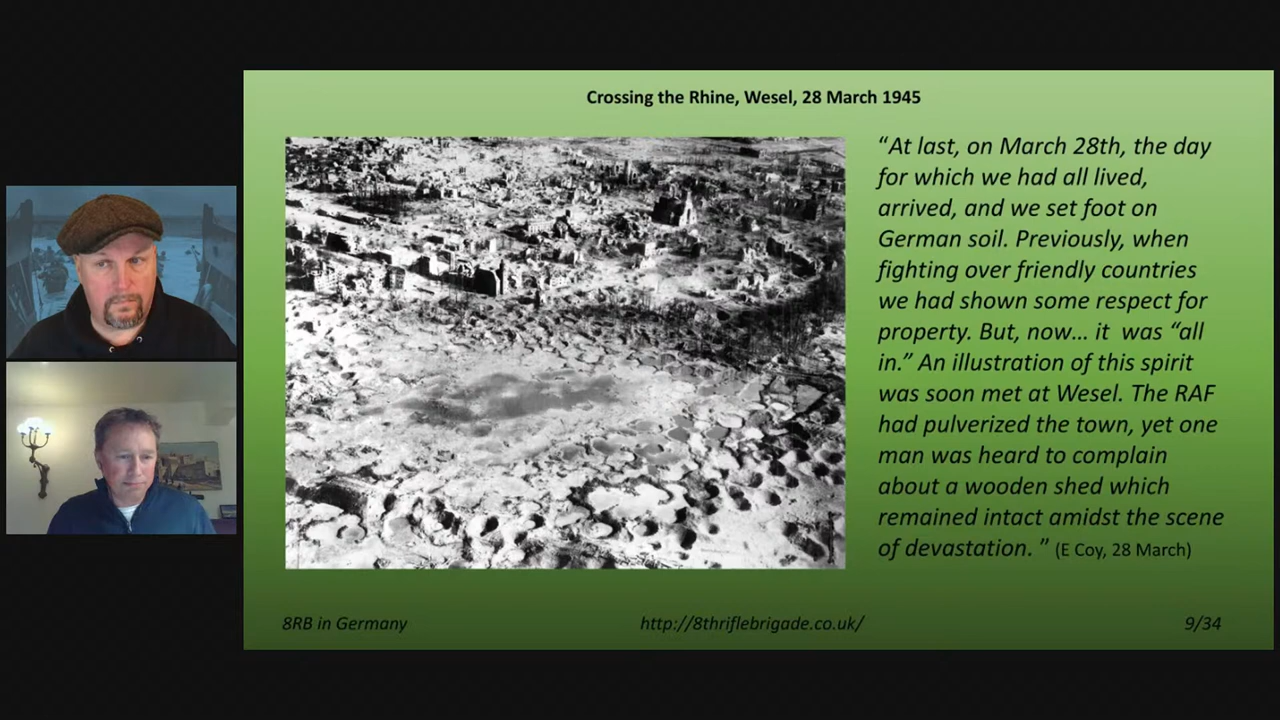 Crossing the Rhine, Wesel, 28 March 1945
“At last, on March 28th, the day
for which we had all lived,
arrived, and we set foot on
German soil. Previously, when
fighting over friendly countries
we had shown some respect for
property. But, now… it was “all
in.” An illustration of this spirit
was soon met at Wesel. The RAF
had pulverized the town, yet one
man was heard to complain
about a wooden shed which
remained intact amidst the scene
of devastation. ” (E Coy, 28 March)
8RB in Germany
http://8thriflebrigade.co.uk/
9/34